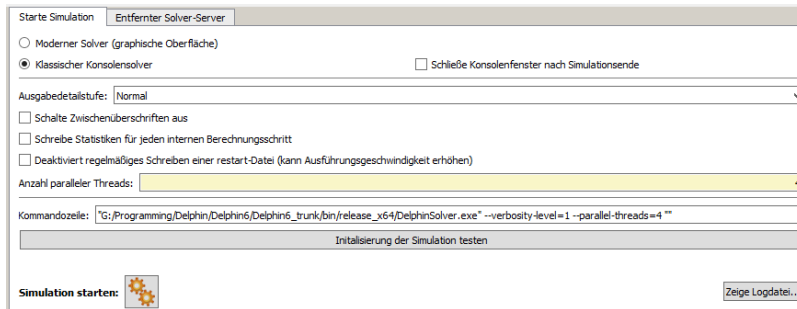 Starte Simulation Entfernter Solver-Server
Moderner Solver (graphische Oberfläche)
Klassischer Konsolensolver Schließe Konsolenfenster nach Simulationsende
Ausgabedetailstufe: Normal
Schalte Zwischenüberschriften aus
Schreibe Statistiken für jeden internen Berechnungsschritt
Deaktiviert regelmäßiges Schreiben einer restart-Datei (kann Ausführungsgeschwindigkeit erhöhen)
Anzahl paralleler Threads:
Kommandozeile: "G:/Programming/Delphin/Delphin6/Delphin6_trunk/bin/release_x64/DelphinSolver.exe" --verbosity-level=1 --parallel-threads=4 ""
Initalisierung der Simulation testen
Simulation starten: Zeige Logdatei...